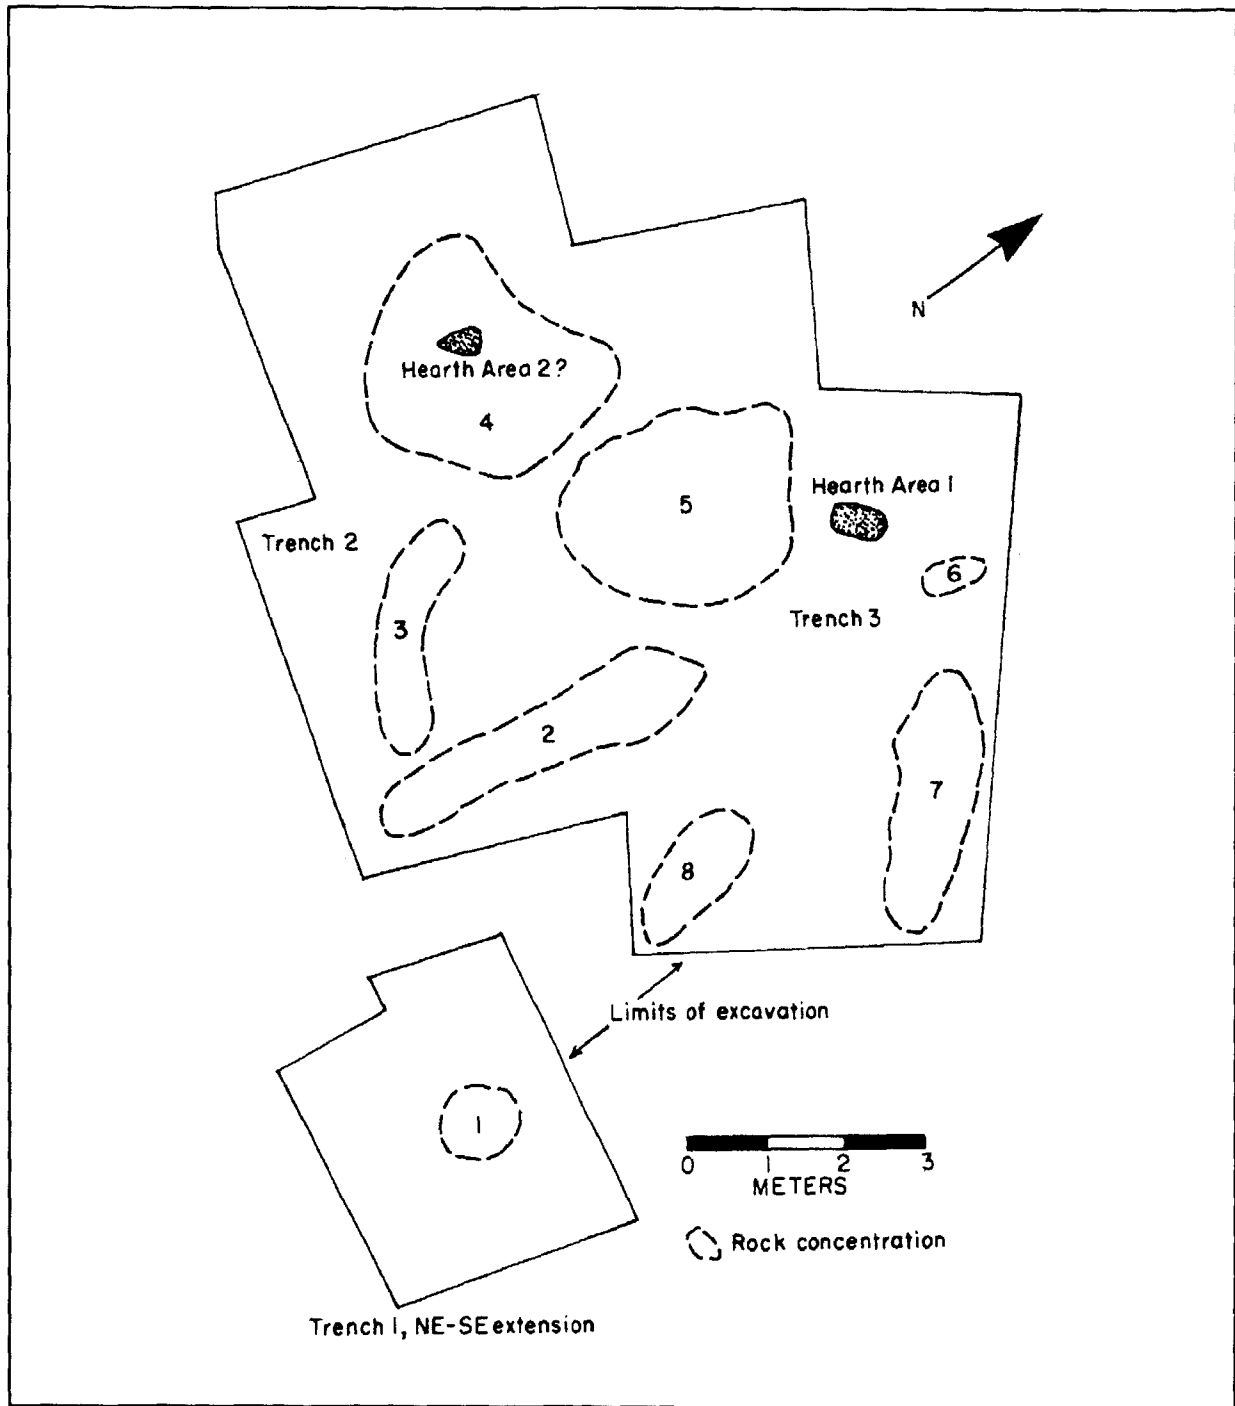 N
Hearth Area 2?
4
5
Hearth Area 1
Trench 2
6
3
Trench 3
2
7
8
Limits of excavation
1
0 1 2 3
METERS
Rock concentration
Trench 1, NE-SE extension